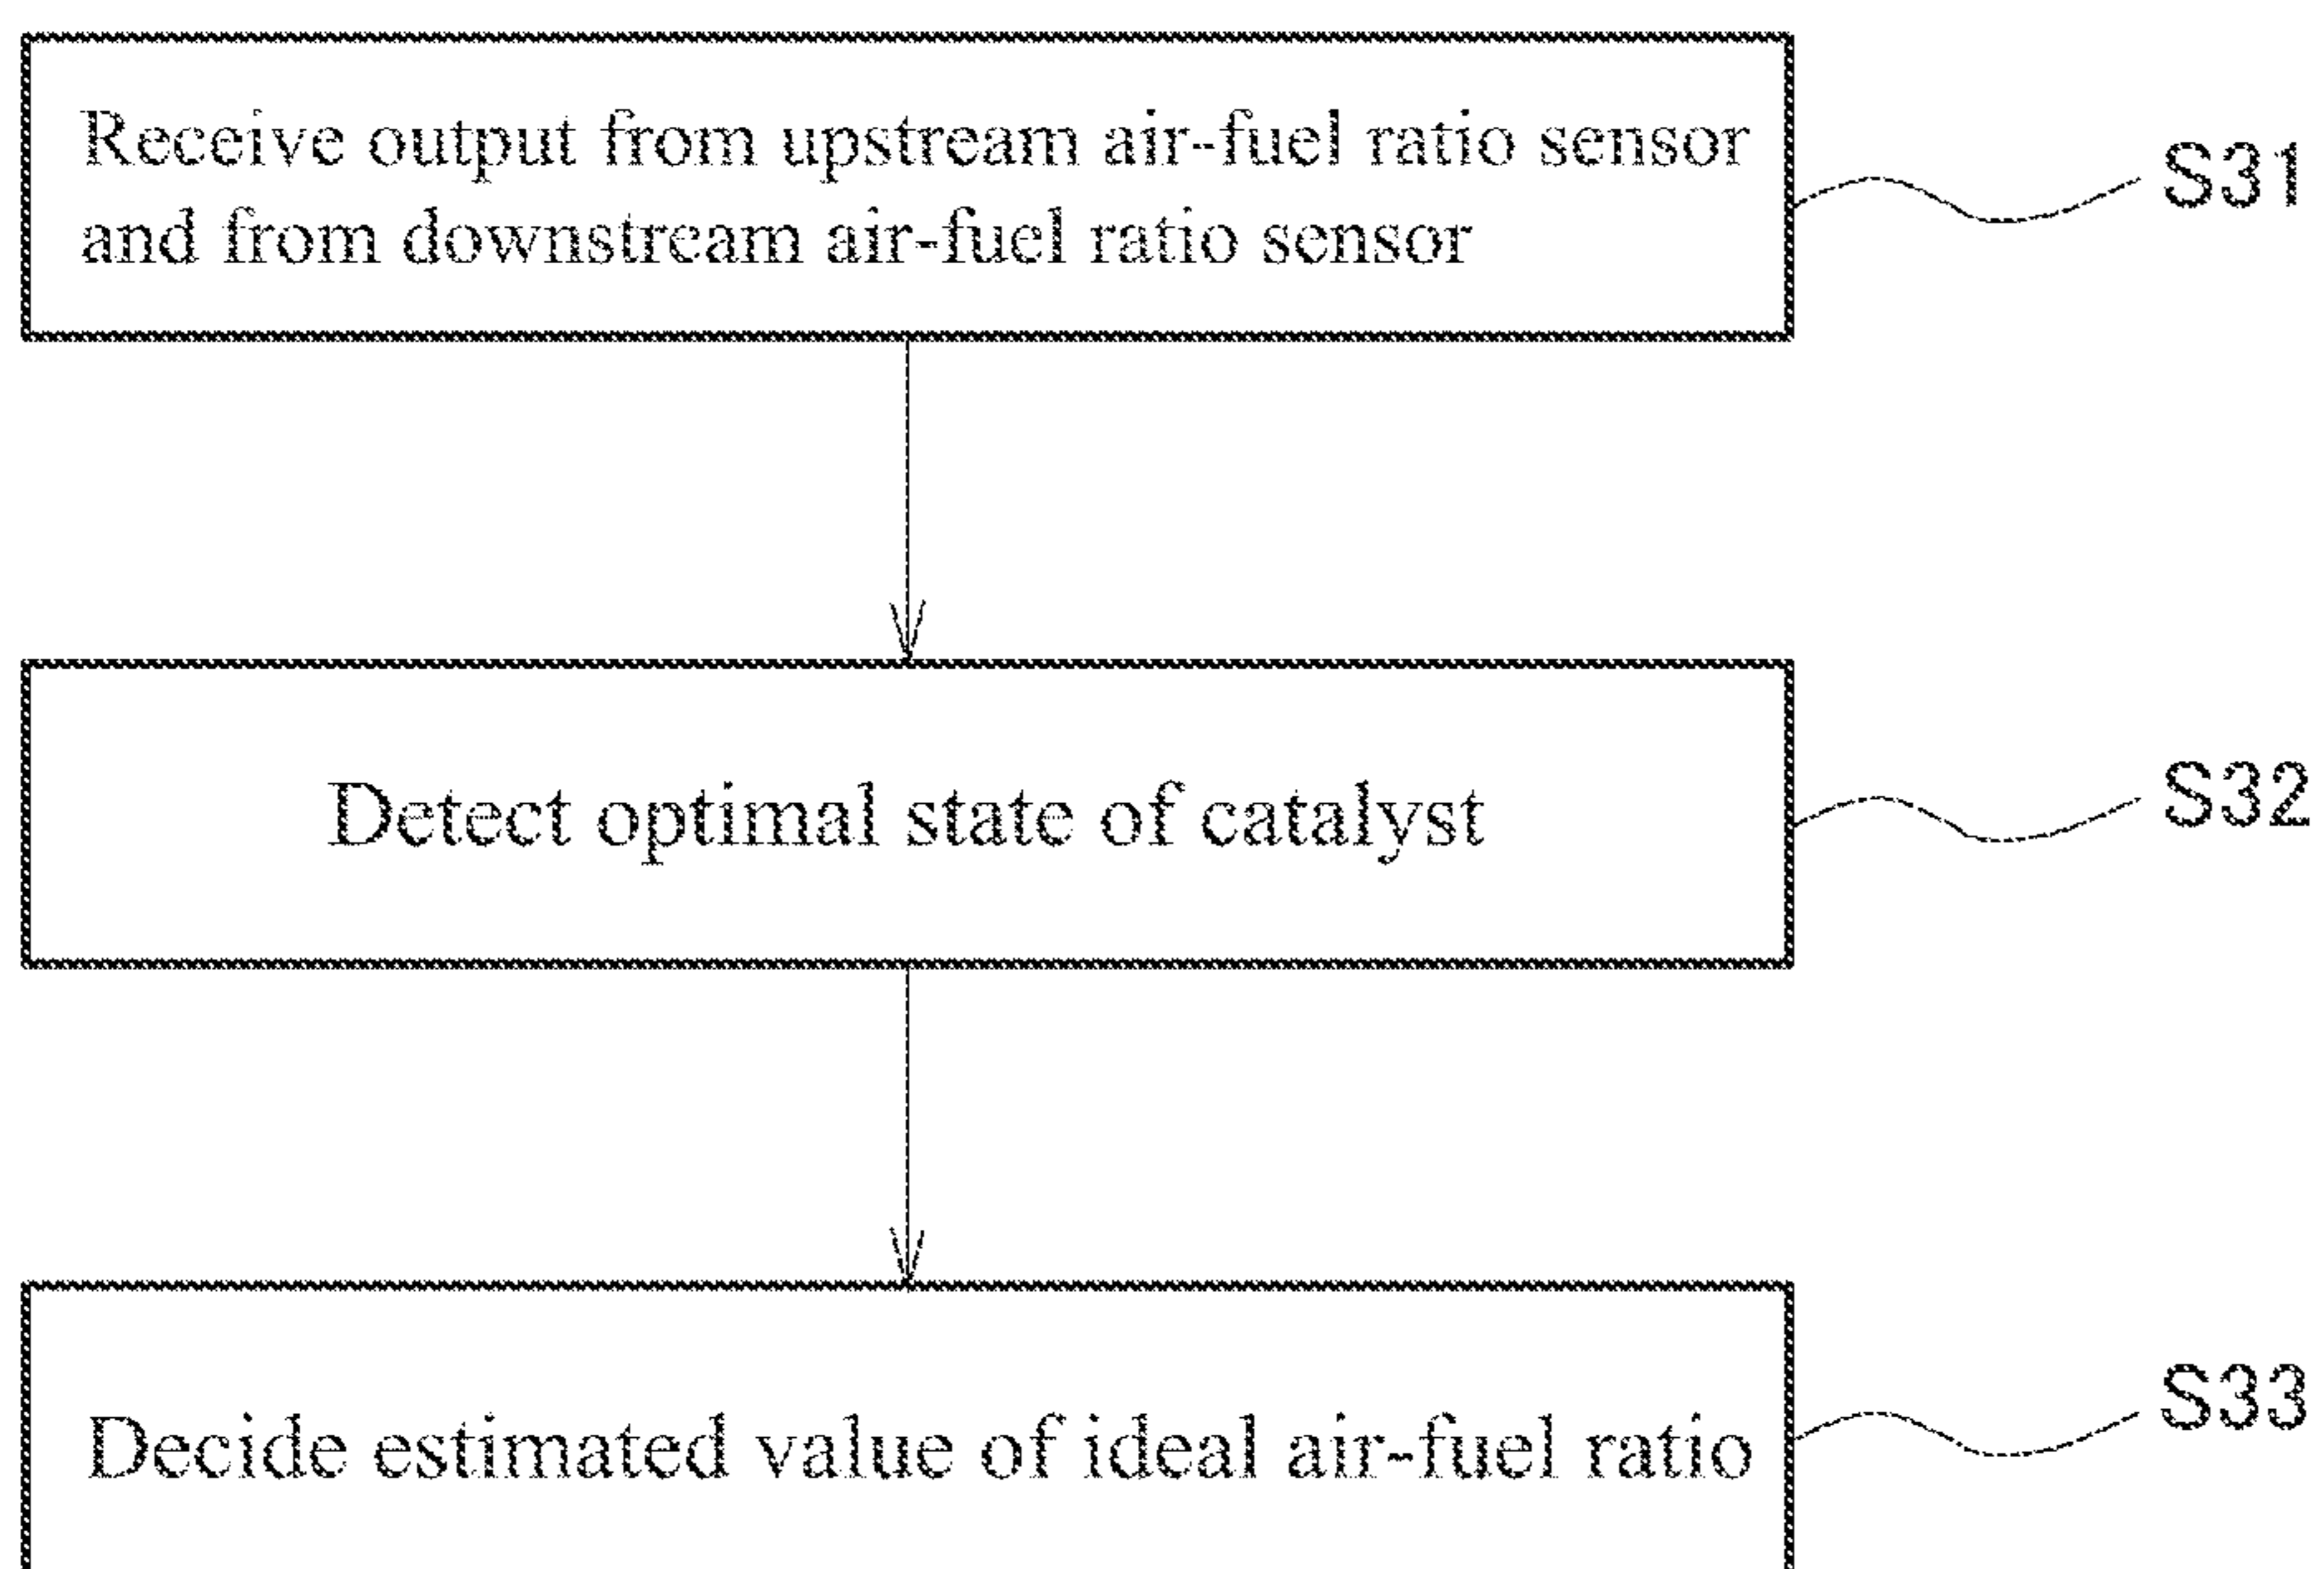 Receive output from upstream air-fuel ratio sensor
and from downstream air-fuel ratio sensor
S31
Detect optimal state of catalyst
S32
Decide estimated value of ideal air-fuel ratio
S33